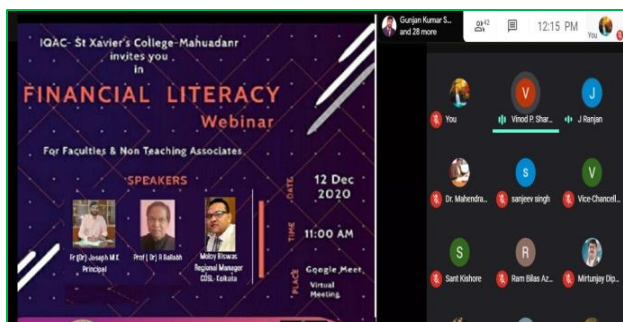 IQAC- St Xavier's College-Mahuadanr
invites you
in
FINANCIAL LITERACY
Webinar
For Faculties & Non Teaching Associates
SPEAKERS
Fr (Dr) Joseph M K
Principal
Prof ( Dr) R Ballabh
Moloy Biswas
Regional Manager
CDSL- Kolkata
DATE
12 Dec
2020
TIME
11:00 AM
PLACE
Google Meet
Virtual
Meeting
Gunjan Kumar S...
and 28 more
42
12:15 PM
You
You
V
Vinod P. Shar...
J
J Ranjan
Dr. Mahendra...
s
sanjeev singh
V
Vice-Chancell...
S
Sant Kishore
R
Ram Bilas Az...
Mirtunjay Dip...